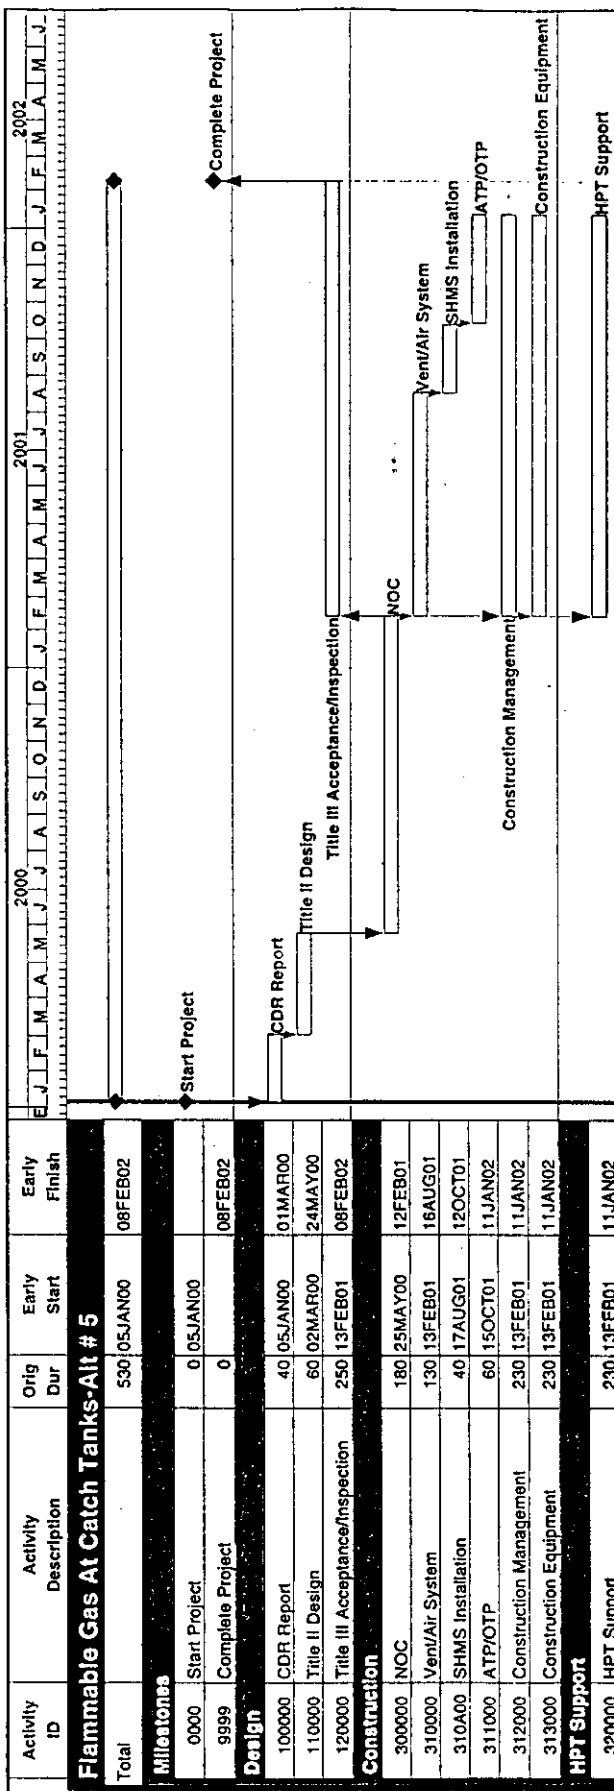 Activity ID Activity Description Orig Dur Early Start Early Finish 2000 2001 2002
E J F M A M J J A S O N D J F M A M J J A S O N D J F M A M J
Flammable Gas At Catch Tanks-Alt # 5
Total 530 05JAN00 08FEB02
Milestones
0000 Start Project 0 05JAN00 Start Project
9999 Complete Project 0 08FEB02 Complete Project
Design
100000 CDR Report 40 05JAN00 01MAR00 CDR Report
110000 Title II Design 60 02MAR00 24MAY00 Title II Design
120000 Title III Acceptance/Inspection 250 13FEB01 08FEB02 Title III Acceptance/Inspection
Construction
300000 NOC 180 25MAY00 12FEB01 NOC
310000 Vent/Air System 130 13FEB01 16AUG01 Vent/Air System
310A00 SHMS Installation 40 17AUG01 12OCT01 SHMS Installation
311000 ATP/OTP 60 15OCT01 11JAN02 ATP/OTP
312000 Construction Management 230 13FEB01 11JAN02 Construction Management
313000 Construction Equipment 230 13FEB01 11JAN02 Construction Equipment
HPT Support
320000 HPT Support 230 13FEB01 11JAN02 HPT Support